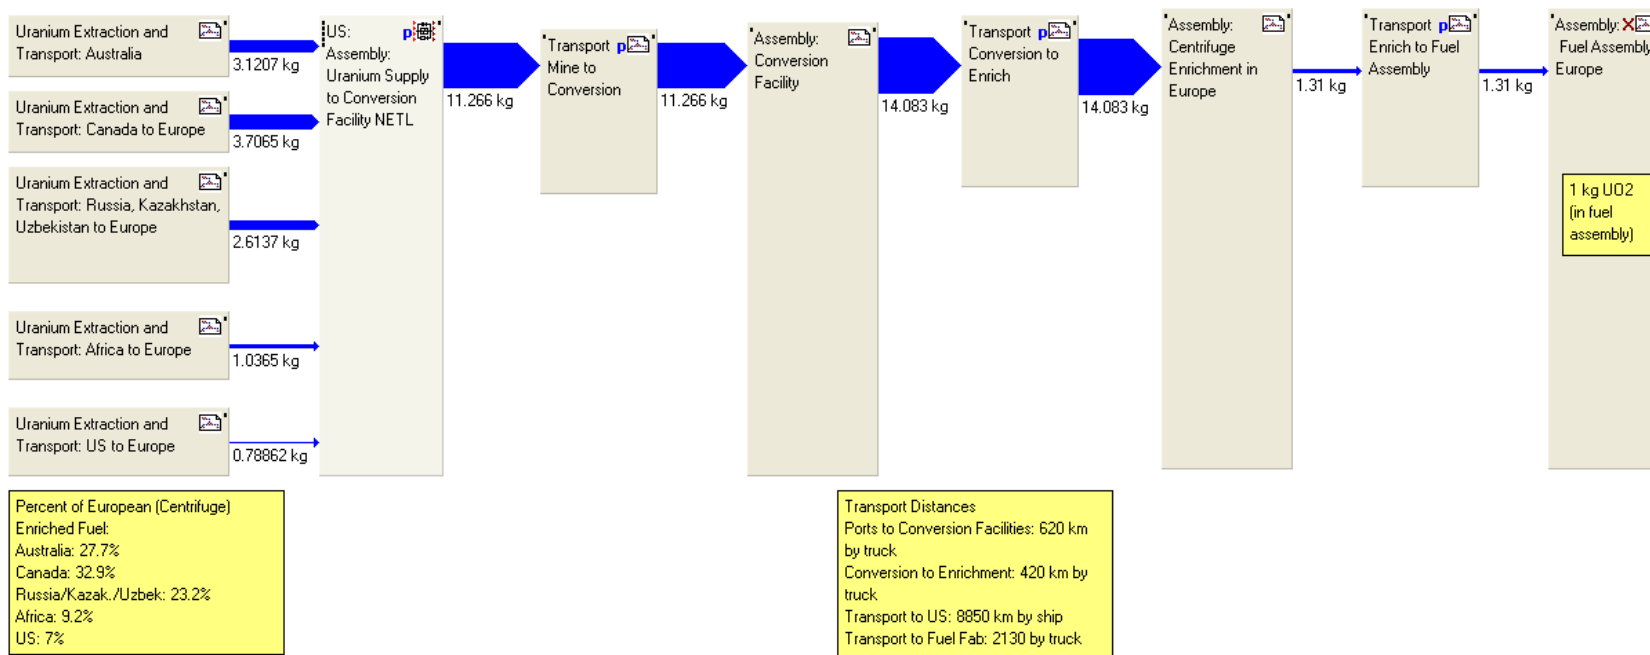 Uranium Extraction and
Transport: Australia
3.1207 kg
Uranium Extraction and
Transport: Canada to Europe
3.7065 kg
Uranium Extraction and
Transport: Russia, Kazakhstan,
Uzbekistan to Europe
2.6137 kg
Uranium Extraction and
Transport: Africa to Europe
1.0365 kg
Uranium Extraction and
Transport: US to Europe
0.78862 kg
US: p
Assembly:
Uranium Supply
to Conversion
Facility NETL
11.266 kg
Transport p
Mine to
Conversion
11.266 kg
Assembly:
Conversion
Facility
14.083 kg
Transport p
Conversion to
Enrich
14.083 kg
Assembly:
Centrifuge
Enrichment in
Europe
1.31 kg
Transport p
Enrich to Fuel
Assembly
1.31 kg
Assembly: X
Fuel Assembly
Europe
1 kg UO2
(in fuel
assembly)
Percent of European (Centrifuge)
Enriched Fuel:
Australia: 27.7%
Canada: 32.9%
Russia/Kazak./Uzbek: 23.2%
Africa: 9.2%
US: 7%
Transport Distances
Ports to Conversion Facilities: 620 km
by truck
Conversion to Enrichment: 420 km by
truck
Transport to US: 8850 km by ship
Transport to Fuel Fab: 2130 by truck